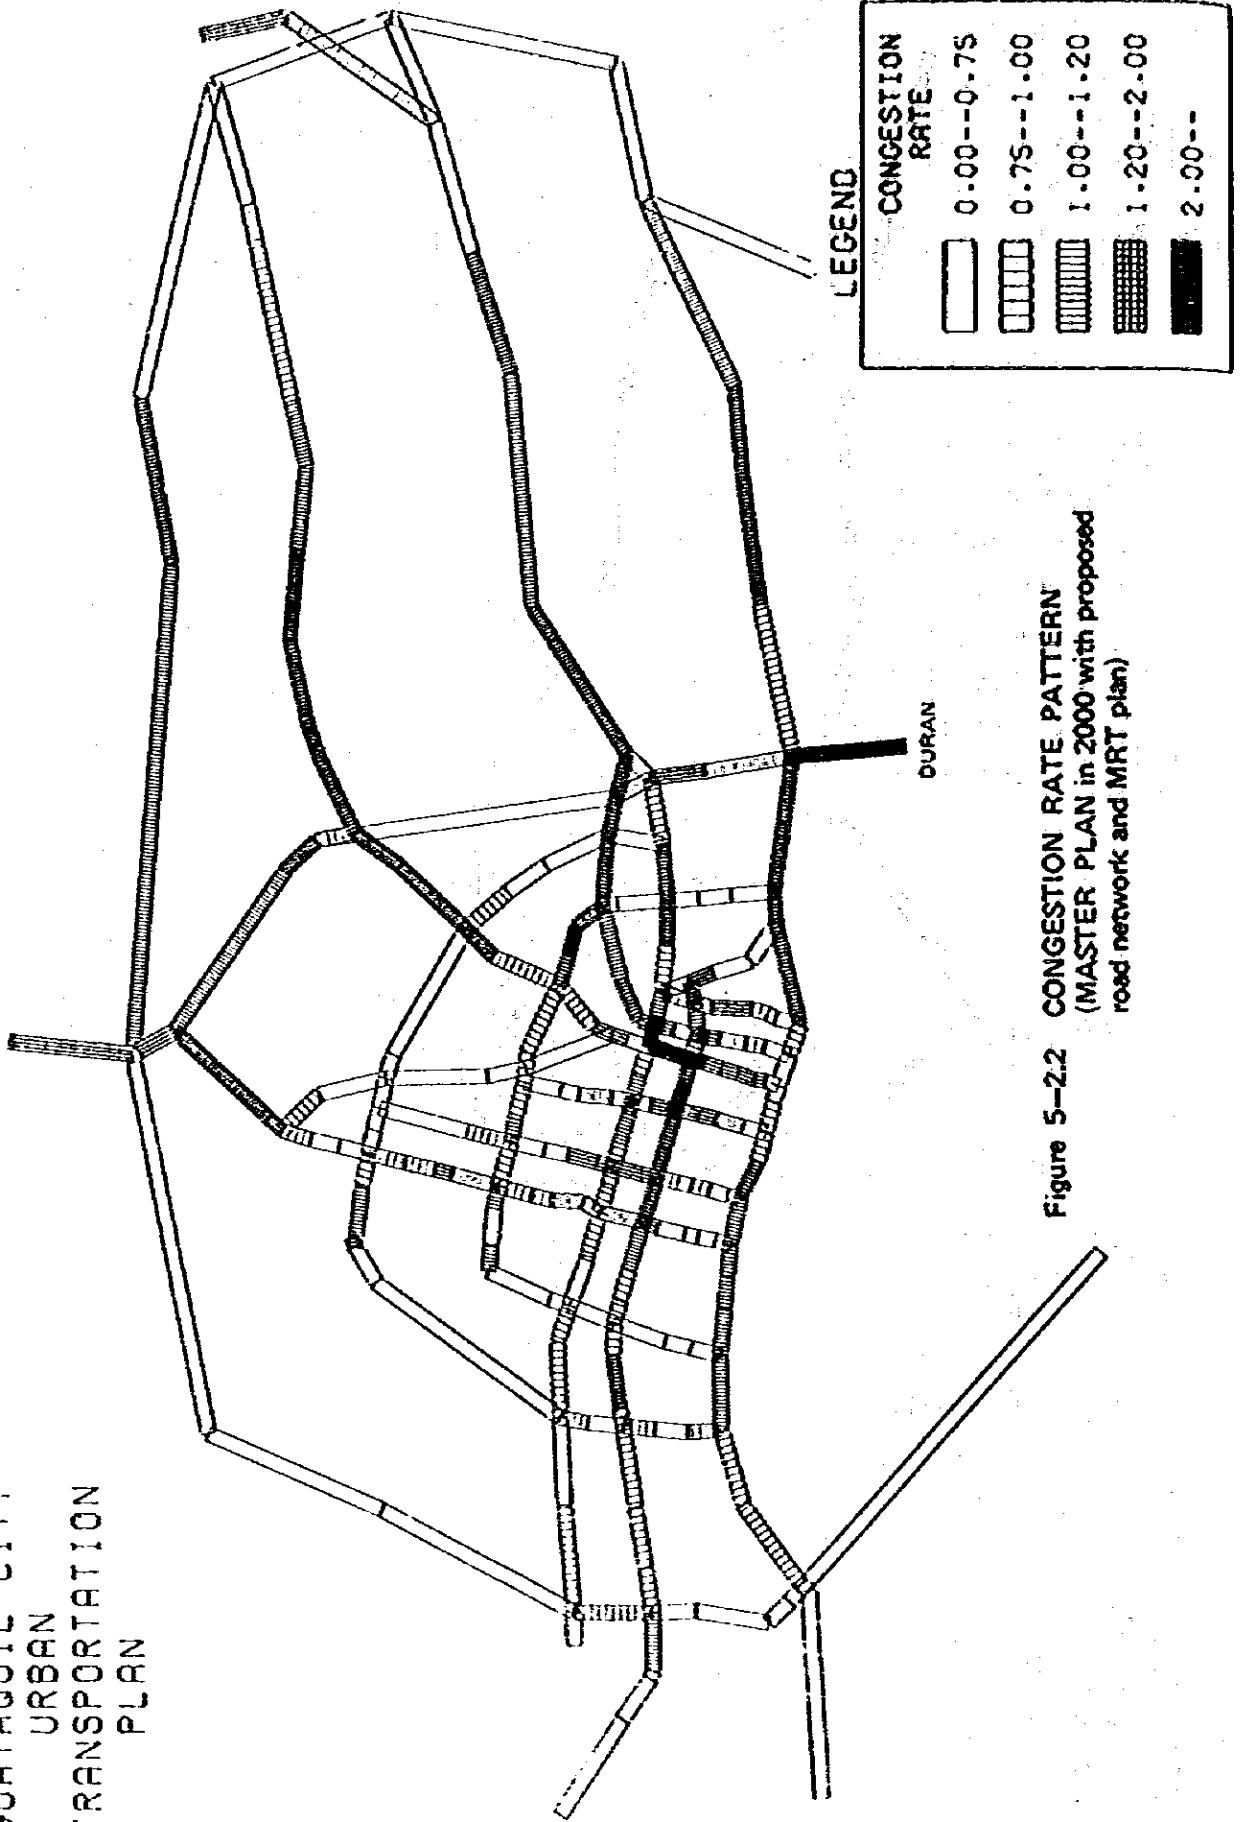 URBAN
TRANSPORTATION
PLAN
LEGEND
CONGESTION
RATE
0.00--0.75
0.75--1.00
1.00--1.20
1.20--2.00
2.00--
DURAN
Figure 5-2.2 CONGESTION RATE PATTERN
(MASTER PLAN in 2000 with proposed
road network and MRT plan)